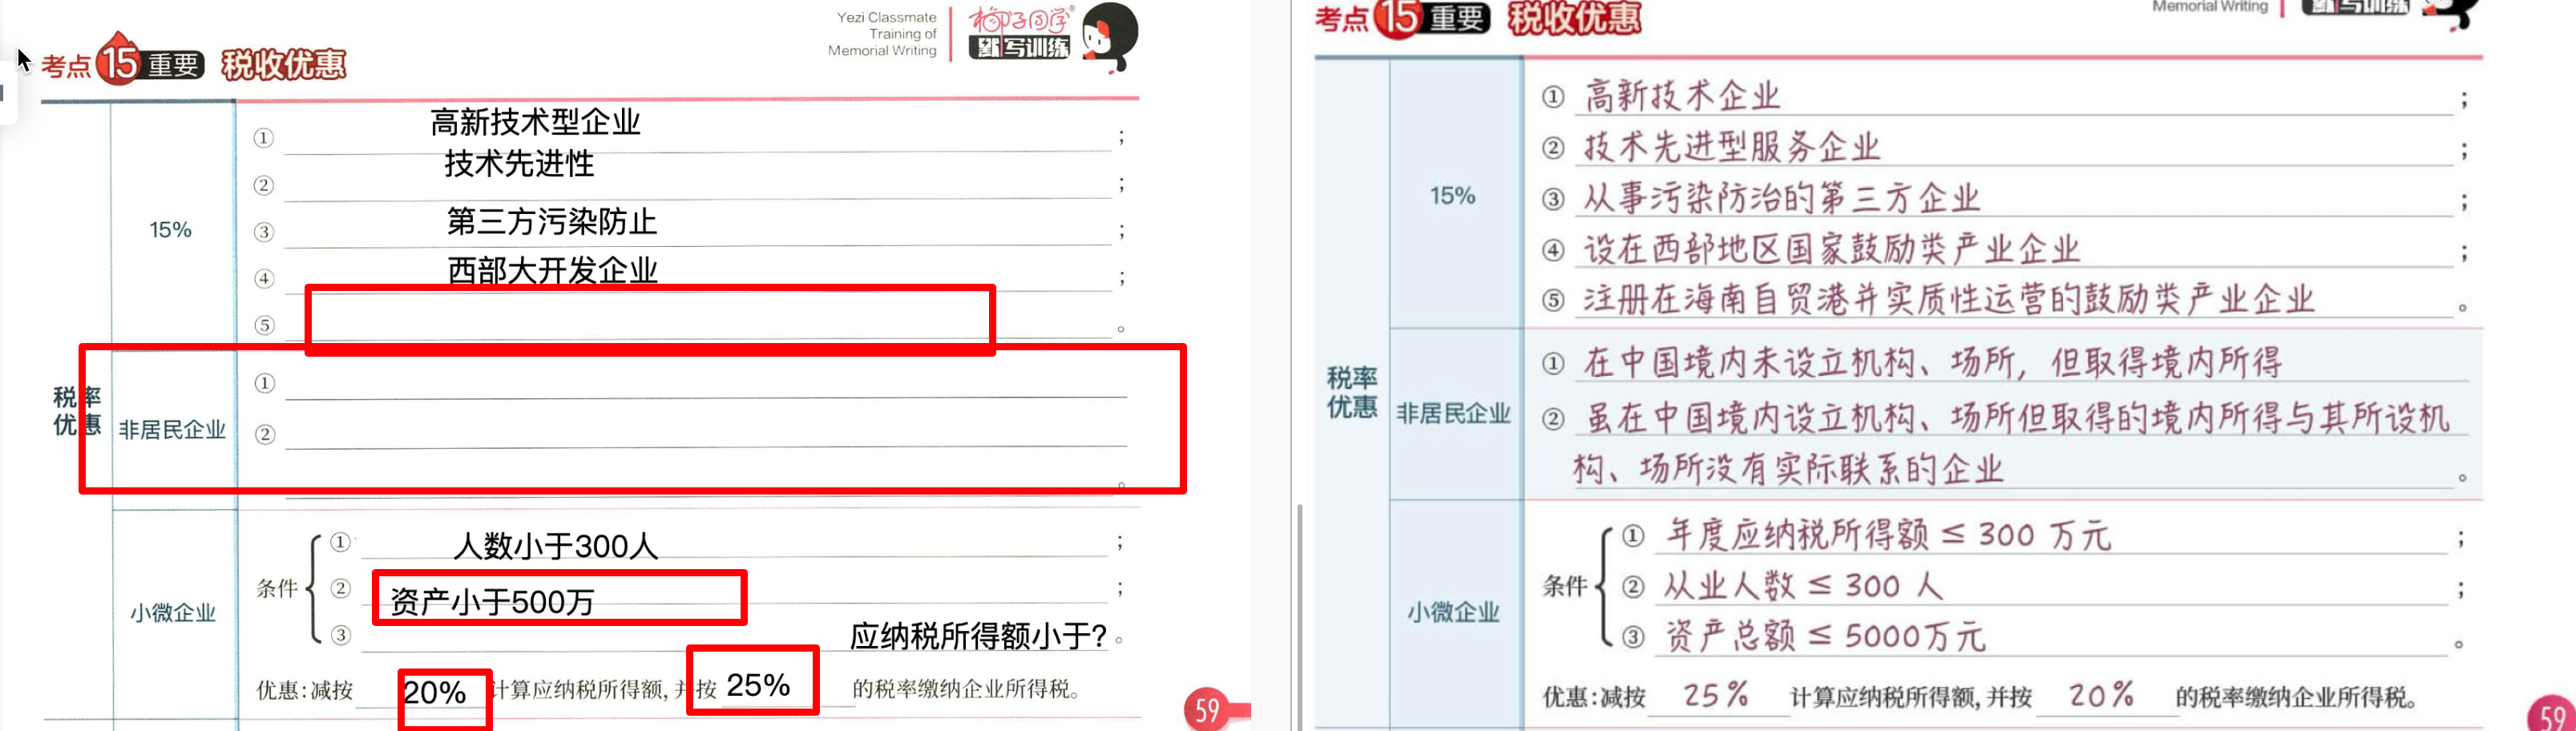 Yezi Classmate
Training of
Memorial Writing
椰子同学®
默写训练
考点 15 重要 税收优惠
税率优惠
15%
① 高新技术型企业 ;
② 技术先进性 ;
③ 第三方污染防止 ;
④ 西部大开发企业 ;
⑤ 。
非居民企业
①
②
。
小微企业
条件
① 人数小于300人 ;
② 资产小于500万 ;
③ 应纳税所得额小于? 。
优惠:减按 20% 计算应纳税所得额,并按 25% 的税率缴纳企业所得税。
59
Memorial Writing
默写训练
考点 15 重要 税收优惠
税率优惠
15%
① 高新技术企业 ;
② 技术先进型服务企业 ;
③ 从事污染防治的第三方企业 ;
④ 设在西部地区国家鼓励类产业企业 ;
⑤ 注册在海南自贸港并实质性运营的鼓励类产业企业 。
非居民企业
① 在中国境内未设立机构、场所,但取得境内所得
② 虽在中国境内设立机构、场所但取得的境内所得与其所设机
构、场所没有实际联系的企业 。
小微企业
条件
① 年度应纳税所得额 ≤ 300 万元 ;
② 从业人数 ≤ 300 人 ;
③ 资产总额 ≤ 5000万元 。
优惠:减按 25% 计算应纳税所得额,并按 20% 的税率缴纳企业所得税。
59